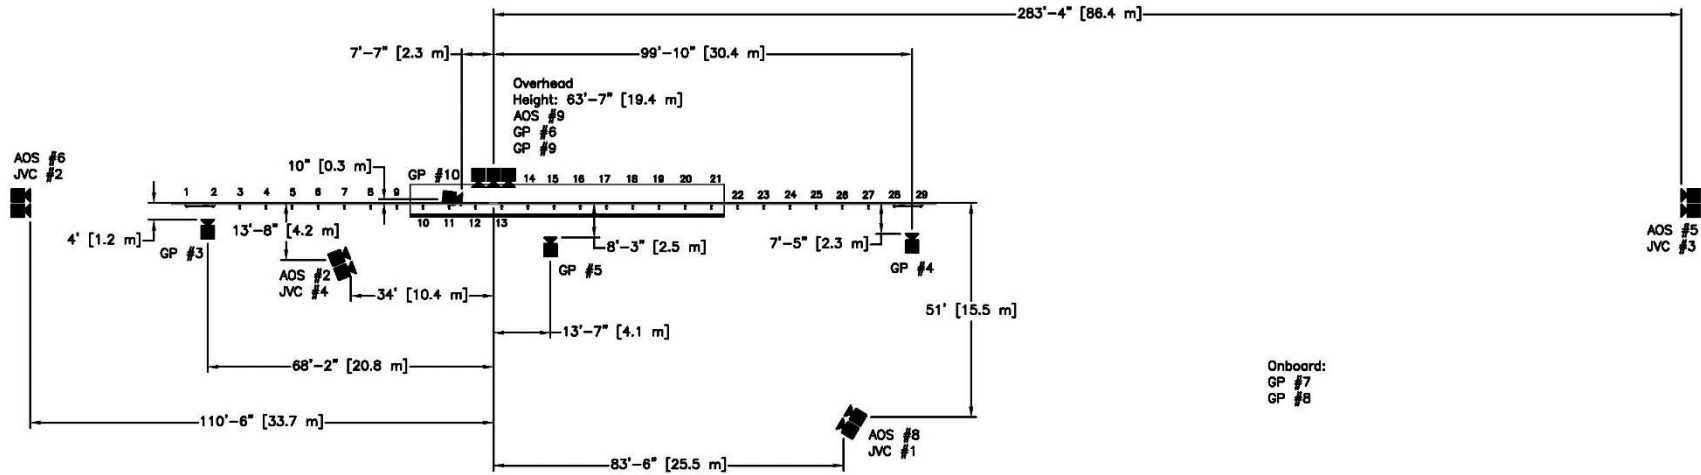 283'-4" [86.4 m]
7'-7" [2.3 m]
99'-10" [30.4 m]
Overhead
Height: 63'-7" [19.4 m]
AOS #9
GP #6
GP #9
AOS #6
JVC #2
10" [0.3 m]
GP #10
1 2 3 4 5 6 7 8 9 14 15 16 17 18 19 20 21 22 23 24 25 26 27 28 29
10 11 12 13
4' [1.2 m]
GP #3
13'-8" [4.2 m]
8'-3" [2.5 m]
7'-5" [2.3 m]
AOS #5
JVC #3
AOS #2
JVC #4
GP #5
GP #4
34' [10.4 m]
51' [15.5 m]
13'-7" [4.1 m]
68'-2" [20.8 m]
Onboard:
GP #7
GP #8
110'-6" [33.7 m]
AOS #8
JVC #1
83'-6" [25.5 m]